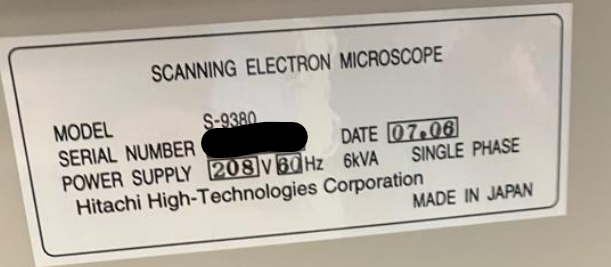 SCANNING ELECTRON MICROSCOPE
MODEL S-9380
SERIAL NUMBER DATE 07.06
POWER SUPPLY 208 V 60 Hz 6kVA SINGLE PHASE
Hitachi High-Technologies Corporation
MADE IN JAPAN